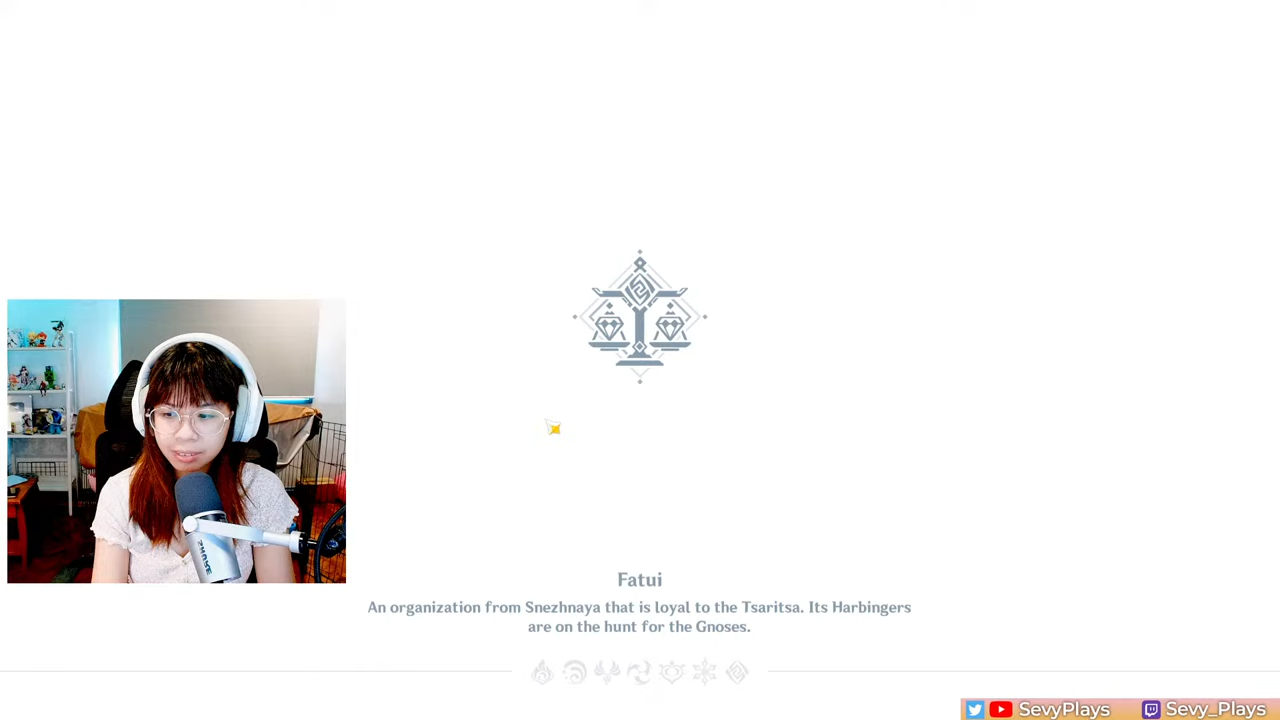 Fatui
An organization from Snezhnaya that is loyal to the Tsaritsa. Its Harbingers
are on the hunt for the Gnoses.
SevyPlays Sevy_Plays